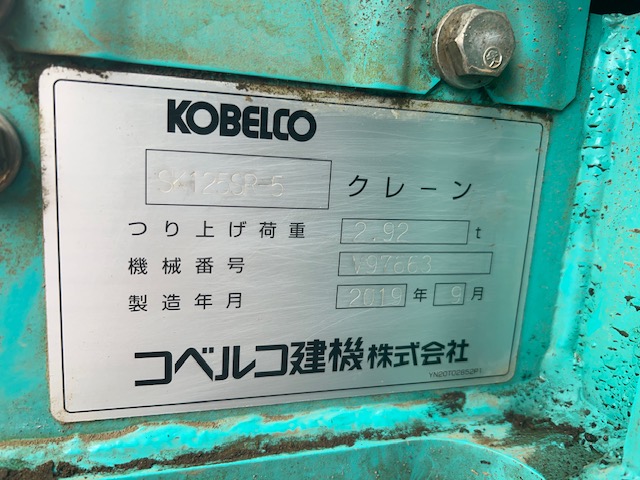 KOBELCO
SK125SR-5 クレーン
つり上げ荷重 2.92 t
機械番号
製造年月 2019 年 9 月
コベルコ建機株式会社